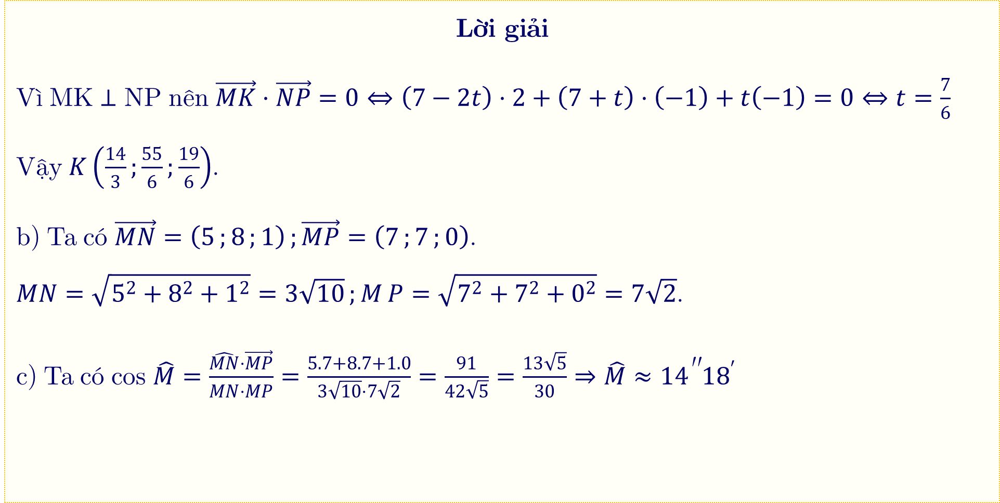 Lời giải
Vì MK ⊥ NP nên $\overrightarrow{MK} \cdot \overrightarrow{NP} = 0 \Leftrightarrow (7 - 2t) \cdot 2 + (7 + t) \cdot (-1) + t(-1) = 0 \Leftrightarrow t = \frac{7}{6}$
Vậy $K\left(\frac{14}{3}; \frac{55}{6}; \frac{19}{6}\right)$.
b) Ta có $\overrightarrow{MN} = (5; 8; 1); \overrightarrow{MP} = (7; 7; 0)$.
$MN = \sqrt{5^2 + 8^2 + 1^2} = 3\sqrt{10}; M P = \sqrt{7^2 + 7^2 + 0^2} = 7\sqrt{2}$.
c) Ta có cos $\widehat{M} = \frac{\widehat{MN} \cdot \overrightarrow{MP}}{MN \cdot MP} = \frac{5.7+8.7+1.0}{3\sqrt{10} \cdot 7\sqrt{2}} = \frac{91}{42\sqrt{5}} = \frac{13\sqrt{5}}{30} \Rightarrow \widehat{M} \approx 14''18'$